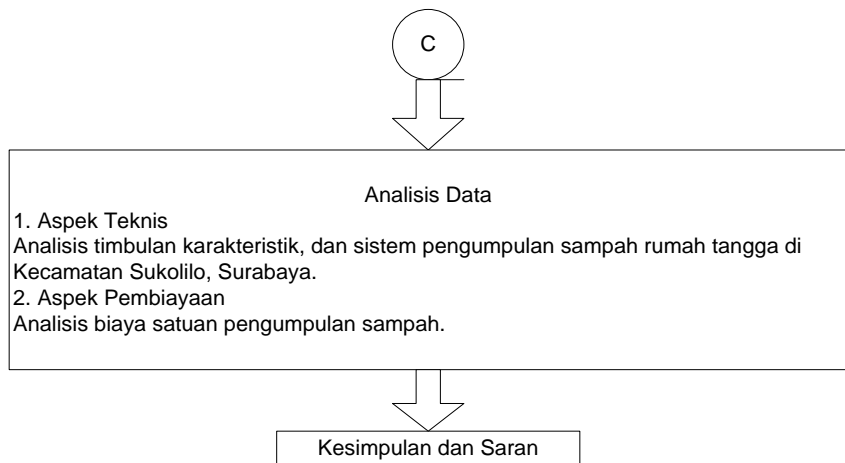 C
Analisis Data
1. Aspek Teknis
Analisis timbulan karakteristik, dan sistem pengumpulan sampah rumah tangga di
Kecamatan Sukolilo, Surabaya.
2. Aspek Pembiayaan
Analisis biaya satuan pengumpulan sampah.
Kesimpulan dan Saran